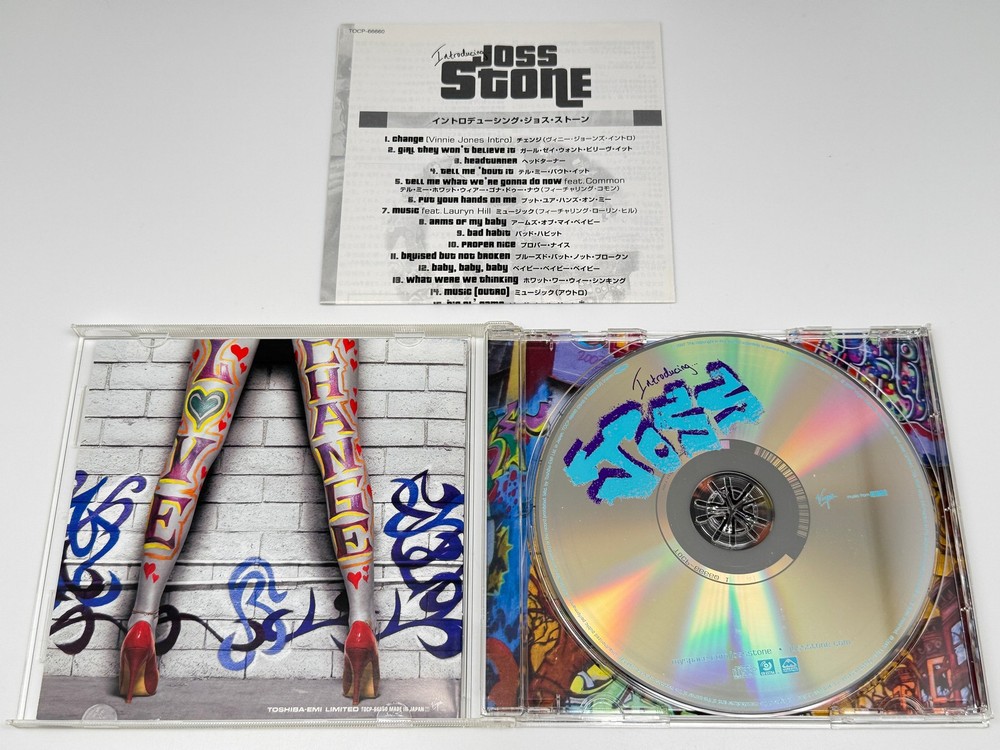 TOCP-66660
Introducing
JOSS
STONE
イントロデューシング・ジョス・ストーン
1. change (Vinnie Jones Intro) チェンジ(ヴィニー・ジョーンズ・イントロ)
2. girl they won't believe it ガール・ゼイ・ウォント・ビリーヴ・イット
3. headturner ヘッドターナー
4. tell me 'bout it テル・ミー・バウト・イット
5. tell me what we're gonna do now feat. Common
テル・ミー・ホワット・ウィアー・ゴナ・ドゥー・ナウ(フィーチャリング・コモン)
6. put your hands on me プット・ユア・ハンズ・オン・ミー
7. music feat. Lauryn Hill ミュージック(フィーチャリング・ローリン・ヒル)
8. arms of my baby アームズ・オブ・マイ・ベイビー
9. bad habit バッド・ハビット
10. proper nice プロパー・ナイス
11. bruised but not broken ブルーズド・バット・ノット・ブロークン
12. baby, baby, baby ベイビー・ベイビー・ベイビー
13. what were we thinking ホワット・ワー・ウィー・シンキング
14. music (outro) ミュージック(アウトロ)
LOVE
CHANEE
TOSHIBA-EMI LIMITED TOCP-66660 MADE IN JAPAN
Introducing
JOSS
Virgin